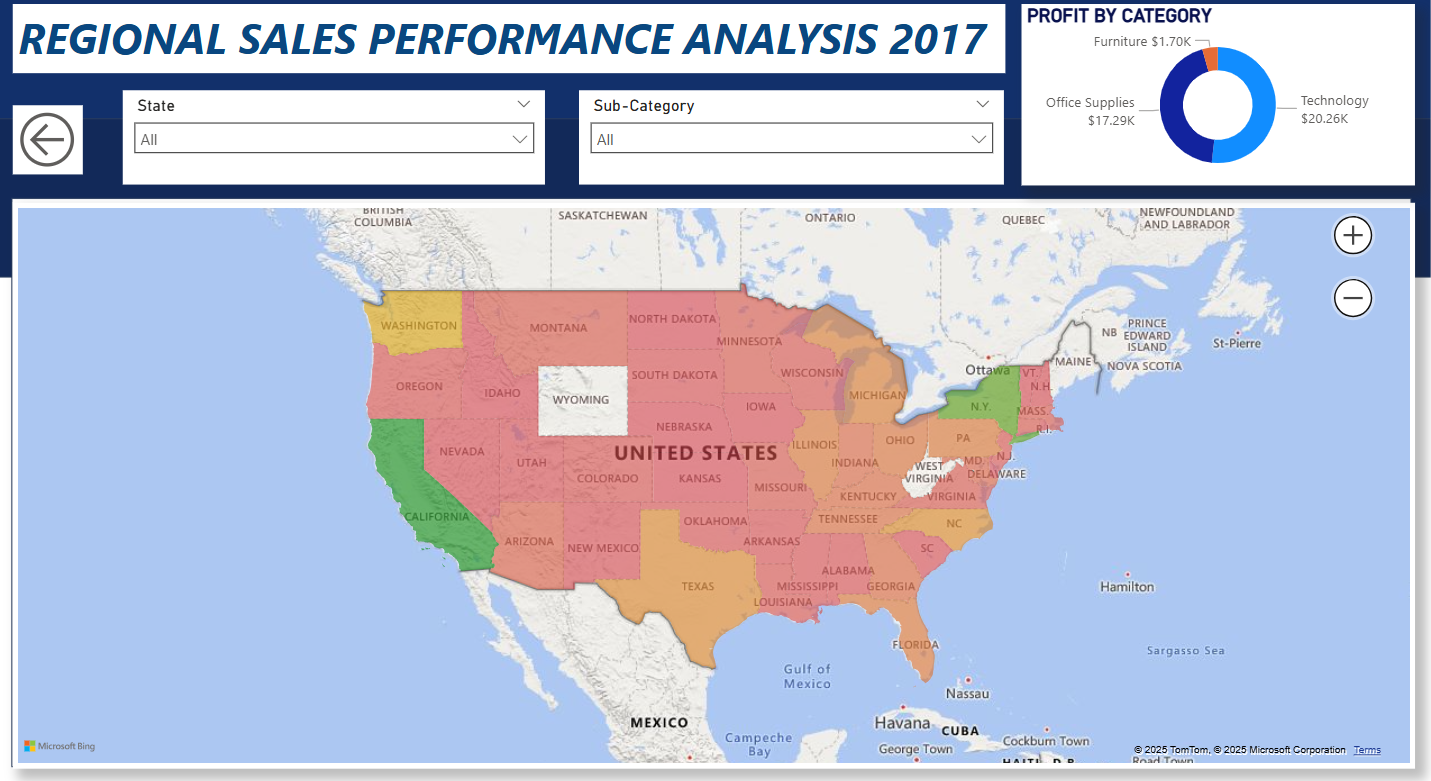 REGIONAL SALES PERFORMANCE ANALYSIS 2017
PROFIT BY CATEGORY
Furniture $1.70K
Office Supplies
$17.29K
Technology
$20.26K
State
All
Sub-Category
All
BRITISH
COLUMBIA
SASKATCHEWAN
ONTARIO
QUEBEC
NEWFOUNDLAND
AND LABRADOR
WASHINGTON
MONTANA
NORTH DAKOTA
MINNESOTA
NB
PRINCE
EDWARD
ISLAND
St-Pierre
MAINE
NOVA SCOTIA
Ottawa
VT.
N.H.
OREGON
IDAHO
WYOMING
SOUTH DAKOTA
WISCONSIN
MICHIGAN
N.Y.
MASS.
R.I.
IOWA
NEBRASKA
NEVADA
UTAH
UNITED STATES
ILLINOIS
INDIANA
OHIO
PA
N.J.
MD.
DELAWARE
WEST
VIRGINIA
COLORADO
KANSAS
MISSOURI
KENTUCKY
VIRGINIA
CALIFORNIA
ARIZONA
NEW MEXICO
OKLAHOMA
ARKANSAS
TENNESSEE
NC
SC
TEXAS
ALABAMA
MISSISSIPPI
GEORGIA
LOUISIANA
FLORIDA
Hamilton
Sargasso Sea
Gulf of
Mexico
Nassau
MEXICO
Havana
CUBA
Campeche
Bay
George Town
Cockburn Town
HAITI
D.R.
Road Town
Microsoft Bing
© 2025 TomTom, © 2025 Microsoft Corporation Terms